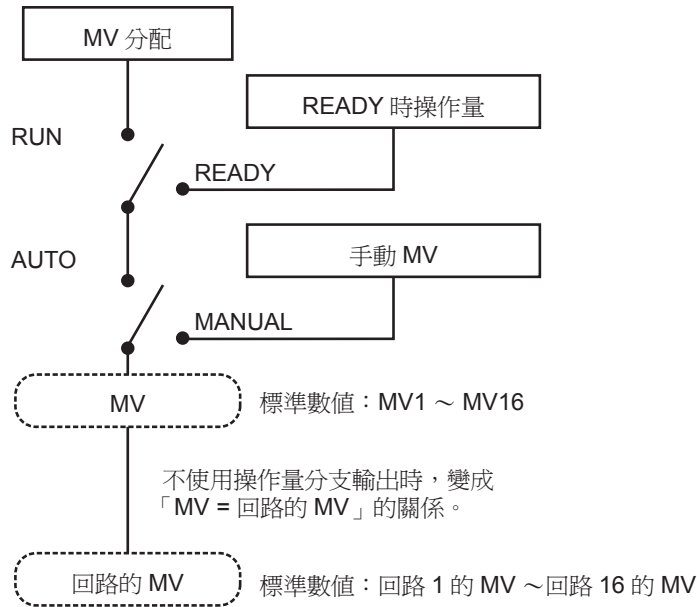 MV 分配
READY 時操作量
RUN
READY
AUTO
手動 MV
MANUAL
MV
標準數值：MV1 ～ MV16
不使用操作量分支輸出時，變成
「MV = 回路的 MV」的關係。
回路的 MV
標準數值：回路 1 的 MV ～回路 16 的 MV